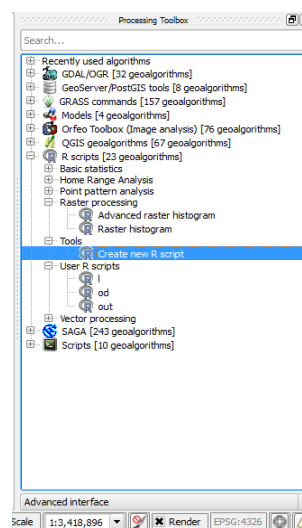 Processing Toolbox
Search...
Recently used algorithms
GDAL/OGR [32 geoalgorithms]
GeoServer/PostGIS tools [8 geoalgorithms]
GRASS commands [157 geoalgorithms]
Models [4 geoalgorithms]
Orfeo Toolbox (Image analysis) [76 geoalgorithms]
QGIS geoalgorithms [67 geoalgorithms]
R scripts [23 geoalgorithms]
Basic statistics
Home Range Analysis
Point pattern analysis
Raster processing
Advanced raster histogram
Raster histogram
Tools
Create new R script
User R scripts
l
od
out
Vector processing
SAGA [243 geoalgorithms]
Scripts [10 geoalgorithms]
Advanced interface
Scale 1:3,418,896 Render EPSG:4326